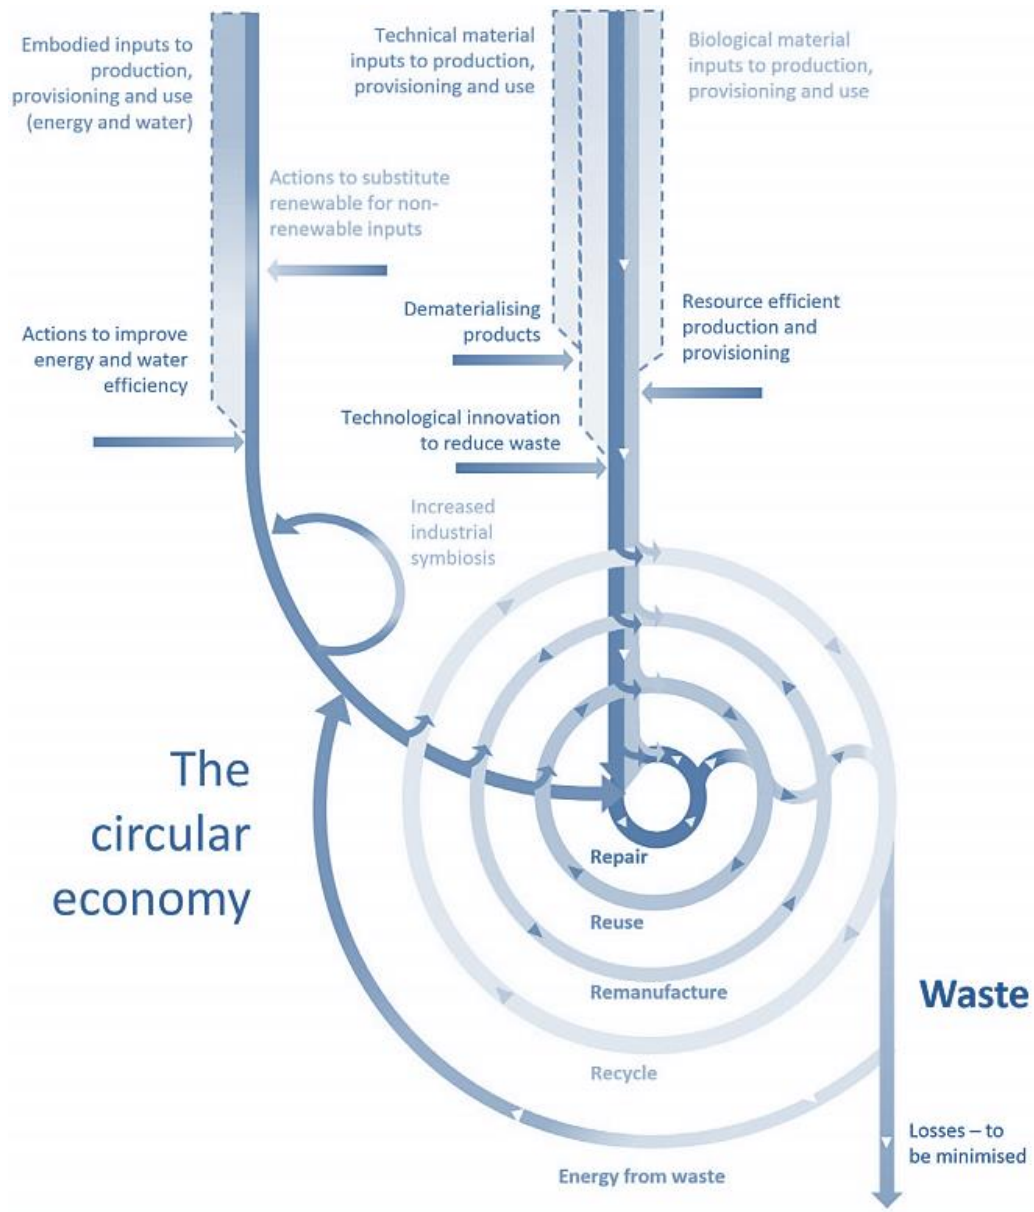 Embodied inputs to
production,
provisioning and use
(energy and water)
Technical material
inputs to production,
provisioning and use
Biological material
inputs to production,
provisioning and use
Actions to substitute
renewable for non-
renewable inputs
Actions to improve
energy and water
efficiency
Dematerialising
products
Resource efficient
production and
provisioning
Technological innovation
to reduce waste
Increased
industrial
symbiosis
The
circular
economy
Repair
Reuse
Remanufacture
Recycle
Energy from waste
Waste
Losses – to
be minimised